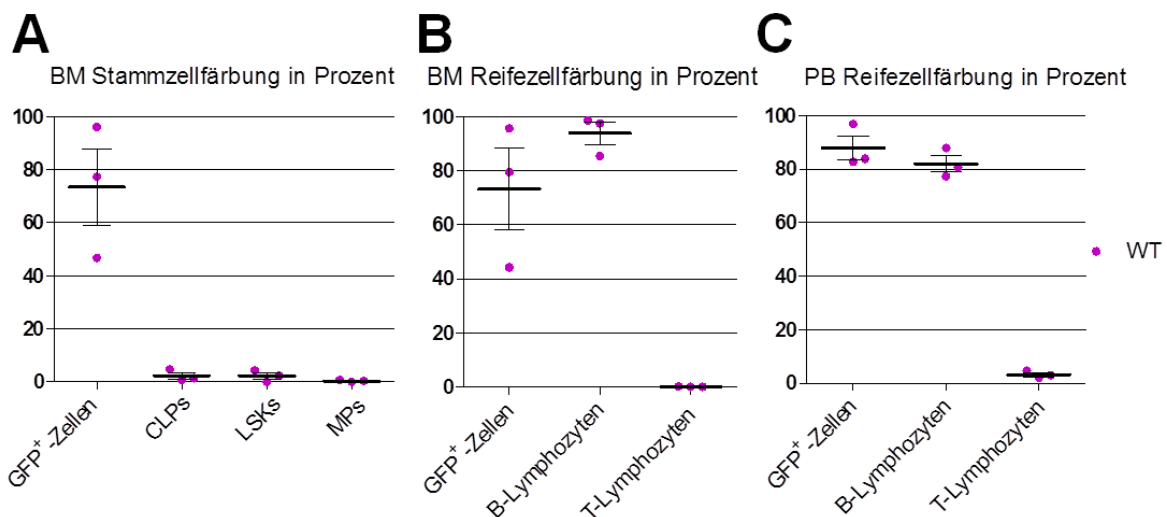 A
BM Stammzellfärbung in Prozent
100
80
60
40
20
0
GFP⁺-Zellen
CLPs
LSKs
MPs
B
BM Reifezellfärbung in Prozent
100
80
60
40
20
0
GFP⁺-Zellen
B-Lymphozyten
T-Lymphozyten
C
PB Reifezellfärbung in Prozent
100
80
60
40
20
0
GFP⁺-Zellen
B-Lymphozyten
T-Lymphozyten
WT